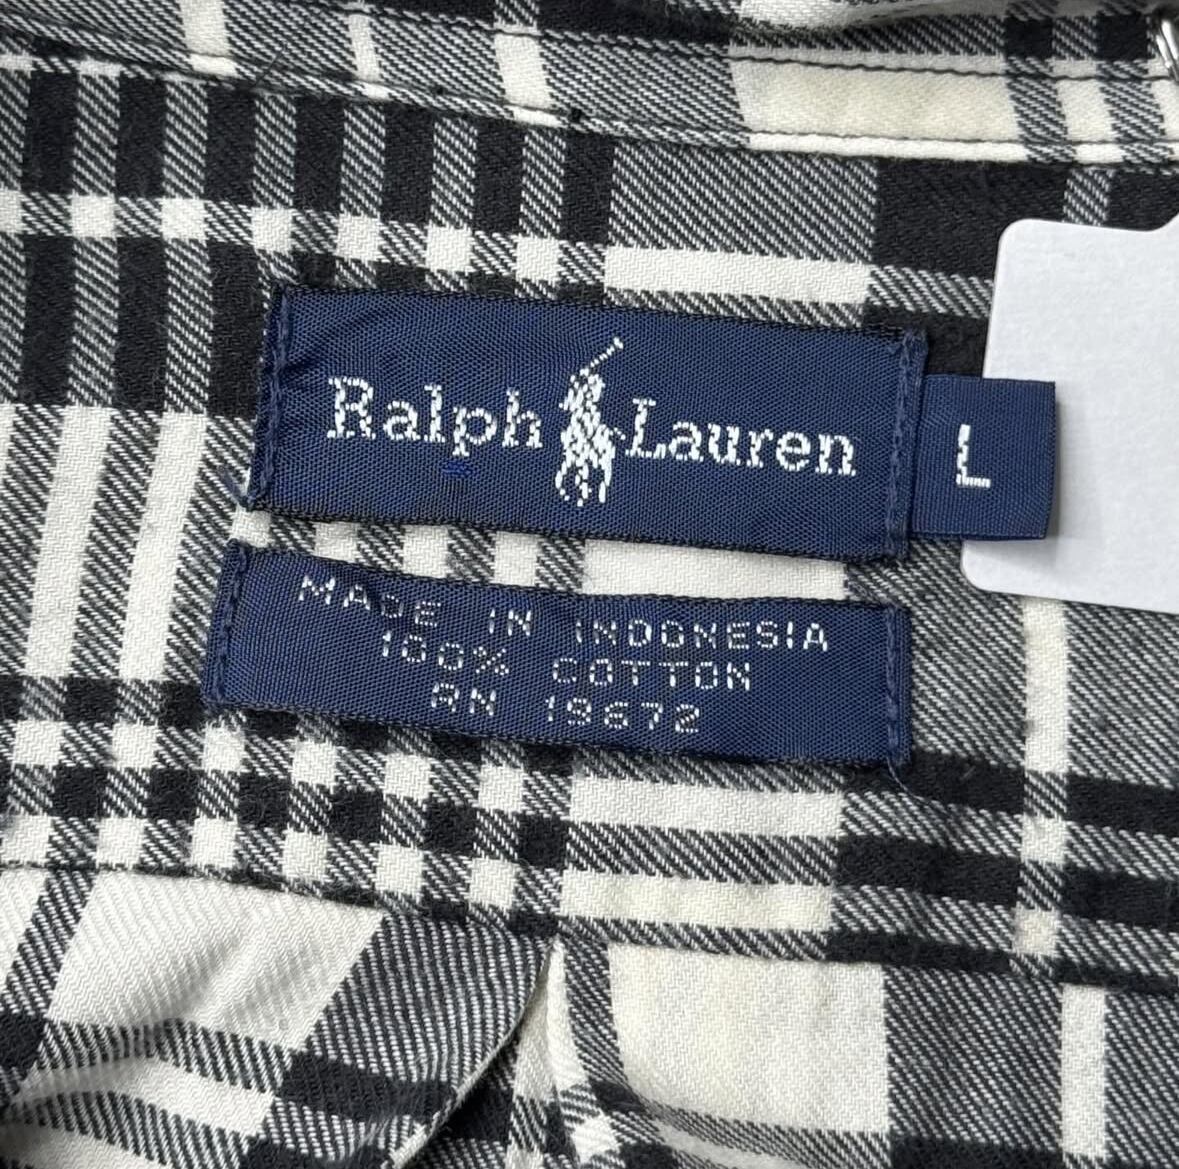 Ralph Lauren
L
MADE IN INDONESIA
100% COTTON
RN 19672